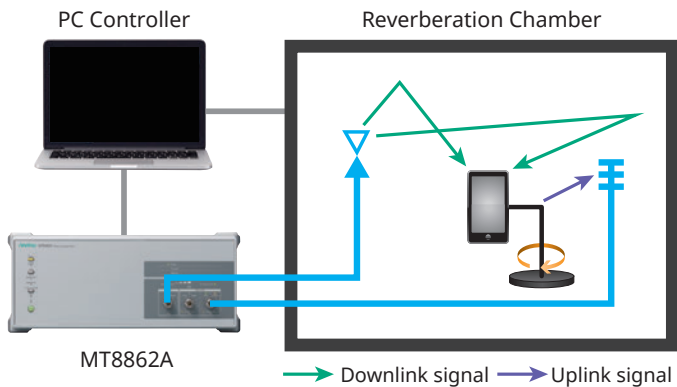 PC Controller
Reverberation Chamber
MT8862A
Downlink signal
Uplink signal